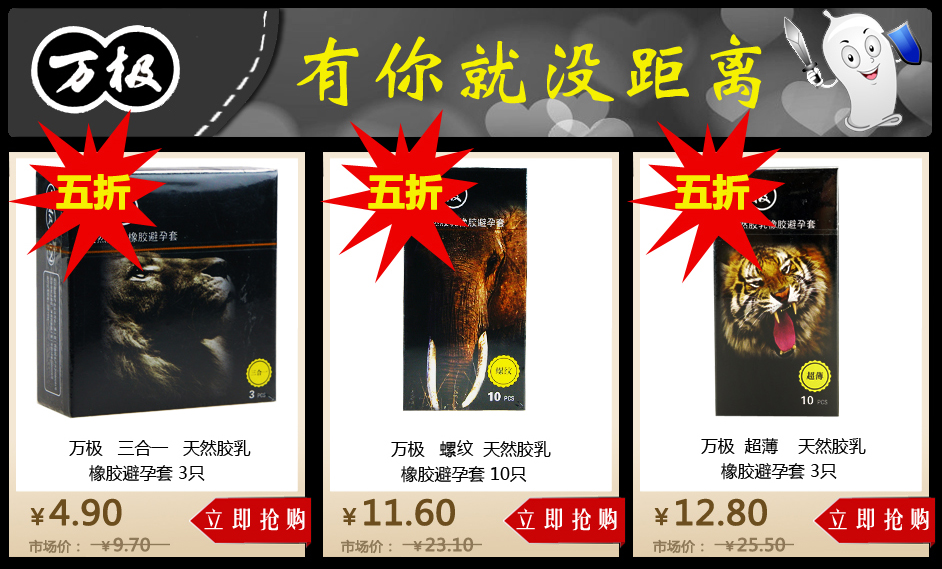 万极
有你就没距离
五折
五折
五折
橡胶避孕套
三合一
3 PCS
橡胶避孕套
螺纹
10 PCS
橡胶避孕套
超薄
10 PCS
万极 三合一 天然胶乳
橡胶避孕套 3只
万极 螺纹 天然胶乳
橡胶避孕套 10只
万极 超薄 天然胶乳
橡胶避孕套 3只
¥4.90
立即抢购
市场价： ¥9.70
¥11.60
立即抢购
市场价： ¥23.10
¥12.80
立即抢购
市场价： ¥25.50